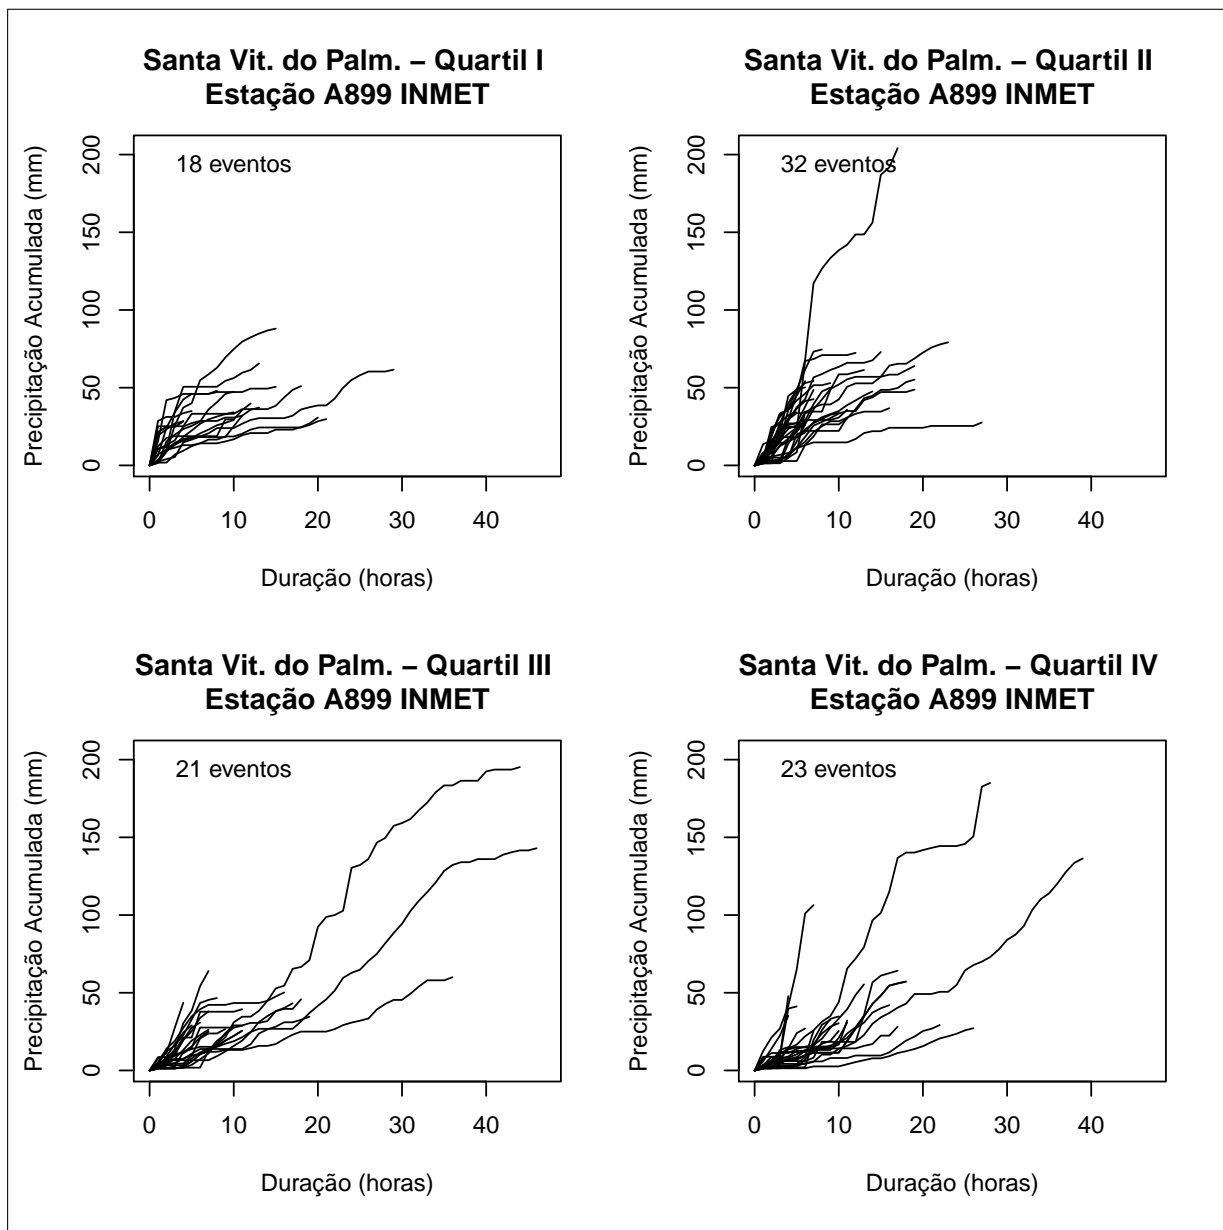 Santa Vit. do Palm. – Quartil I
Estação A899 INMET
18 eventos
Precipitação Acumulada (mm)
0 50 100 150 200
0 10 20 30 40
Duração (horas)
Santa Vit. do Palm. – Quartil II
Estação A899 INMET
32 eventos
Precipitação Acumulada (mm)
0 50 100 150 200
0 10 20 30 40
Duração (horas)
Santa Vit. do Palm. – Quartil III
Estação A899 INMET
21 eventos
Precipitação Acumulada (mm)
0 50 100 150 200
0 10 20 30 40
Duração (horas)
Santa Vit. do Palm. – Quartil IV
Estação A899 INMET
23 eventos
Precipitação Acumulada (mm)
0 50 100 150 200
0 10 20 30 40
Duração (horas)